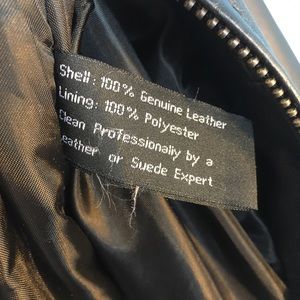 Shell: 100% Genuine Leather
Lining: 100% Polyester
Clean Professionally by a
Leather or Suede Expert